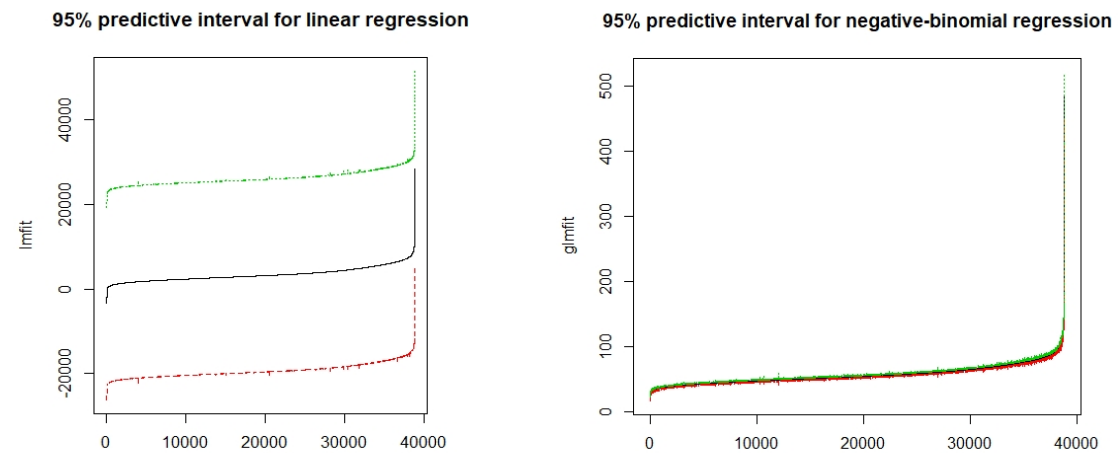 95% predictive interval for linear regression
lmfit
40000
20000
0
-20000
0 10000 20000 30000 40000
95% predictive interval for negative-binomial regression
glmfit
500
400
300
200
100
0
0 10000 20000 30000 40000